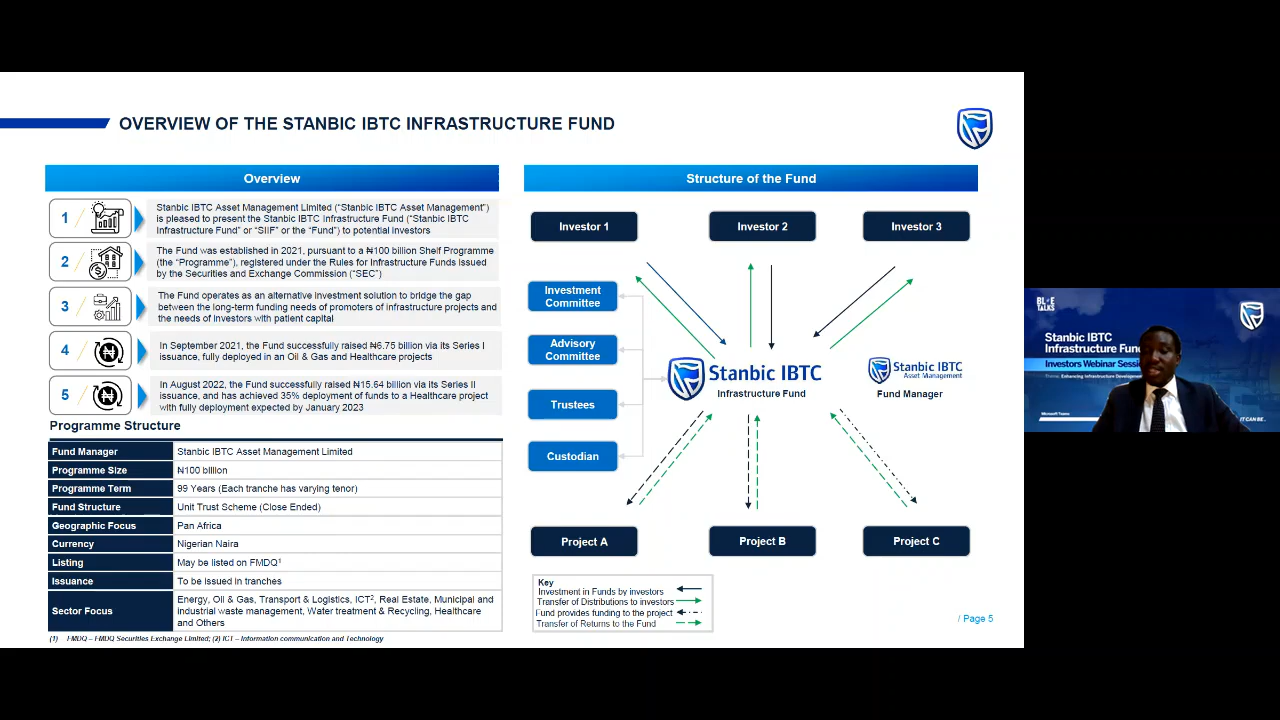 OVERVIEW OF THE STANBIC IBTC INFRASTRUCTURE FUND
Overview
1
Stanbic IBTC Asset Management Limited (“Stanbic IBTC Asset Management”)
is pleased to present the Stanbic IBTC Infrastructure Fund (“Stanbic IBTC
Infrastructure Fund” or “SIIF” or the “Fund”) to potential investors
2
The Fund was established in 2021, pursuant to a ₦100 billion Shelf Programme
(the “Programme”), registered under the Rules for Infrastructure Funds issued
by the Securities and Exchange Commission (“SEC”)
3
The Fund operates as an alternative investment solution to bridge the gap
between the long-term funding needs of promoters of infrastructure projects and
the needs of investors with patient capital
4
In September 2021, the Fund successfully raised ₦6.75 billion via its Series I
issuance, fully deployed in an Oil & Gas and Healthcare projects
5
In August 2022, the Fund successfully raised ₦15.64 billion via its Series II
issuance, and has achieved 35% deployment of funds to a Healthcare project
with fully deployment expected by January 2023
Programme Structure
Fund Manager Stanbic IBTC Asset Management Limited
Programme Size ₦100 billion
Programme Term 99 Years (Each tranche has varying tenor)
Fund Structure Unit Trust Scheme (Close Ended)
Geographic Focus Pan Africa
Currency Nigerian Naira
Listing May be listed on FMDQ¹
Issuance To be issued in tranches
Sector Focus Energy, Oil & Gas, Transport & Logistics, ICT², Real Estate, Municipal and
industrial waste management, Water treatment & Recycling, Healthcare
and Others
(1) FMDQ – FMDQ Securities Exchange Limited; (2) ICT – Information communication and Technology
Structure of the Fund
Investor 1
Investor 2
Investor 3
Investment
Committee
Advisory
Committee
Trustees
Custodian
Stanbic IBTC
Infrastructure Fund
Stanbic IBTC
Asset Management
Fund Manager
Project A
Project B
Project C
Key
Investment in Funds by investors
Transfer of Distributions to investors
Fund provides funding to the project
Transfer of Returns to the Fund
/ Page 5
BLUE
TALKS
Stanbic IBTC
Infrastructure Fund
Investors Webinar Sessi
Theme: Enhancing Infrastructure Developmen
Microsoft Teams
IT CAN BE..